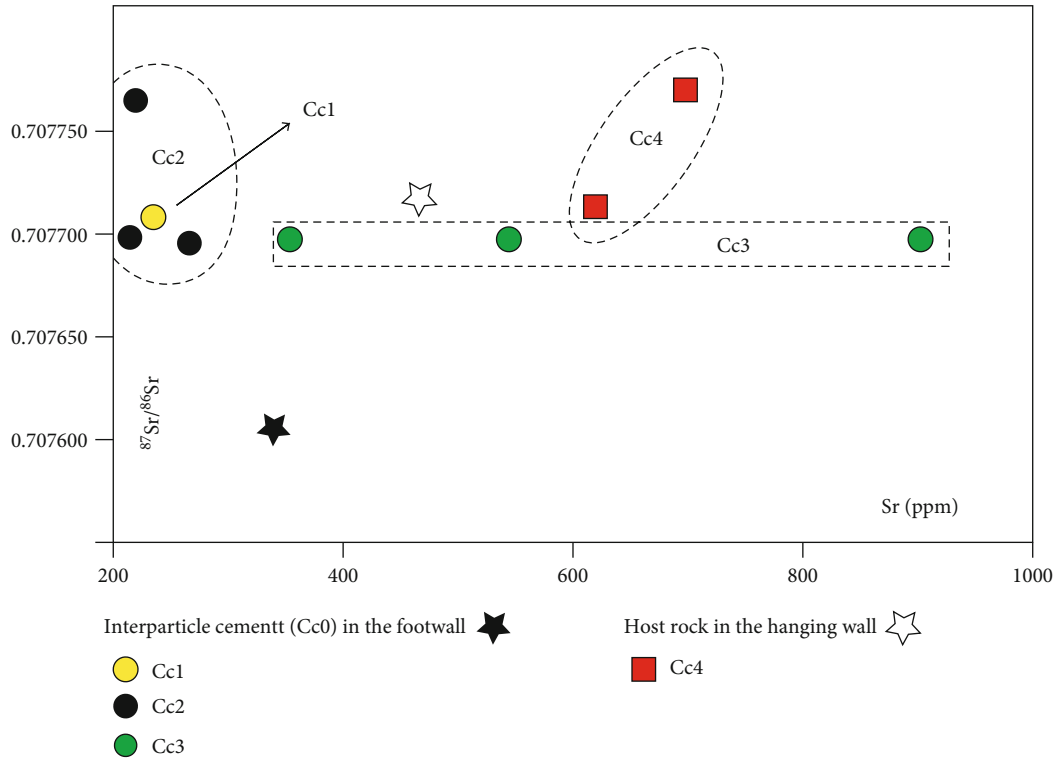 Cc1
0.707750
Cc2
Cc4
0.707700
Cc3
0.707650
⁸⁷Sr/⁸⁶Sr
0.707600
Sr (ppm)
200 400 600 800 1000
Interparticle cementt (Cc0) in the footwall
Cc1
Cc2
Cc3
Host rock in the hanging wall
Cc4